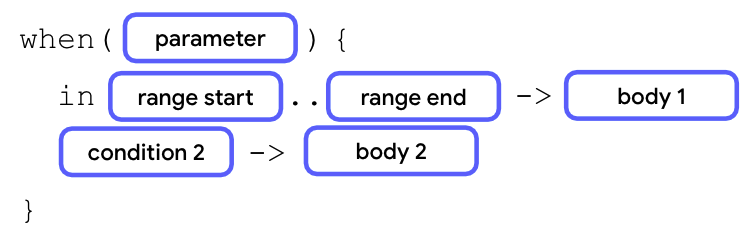 when( parameter ) {
in range start .. range end -> body 1
condition 2 -> body 2
}